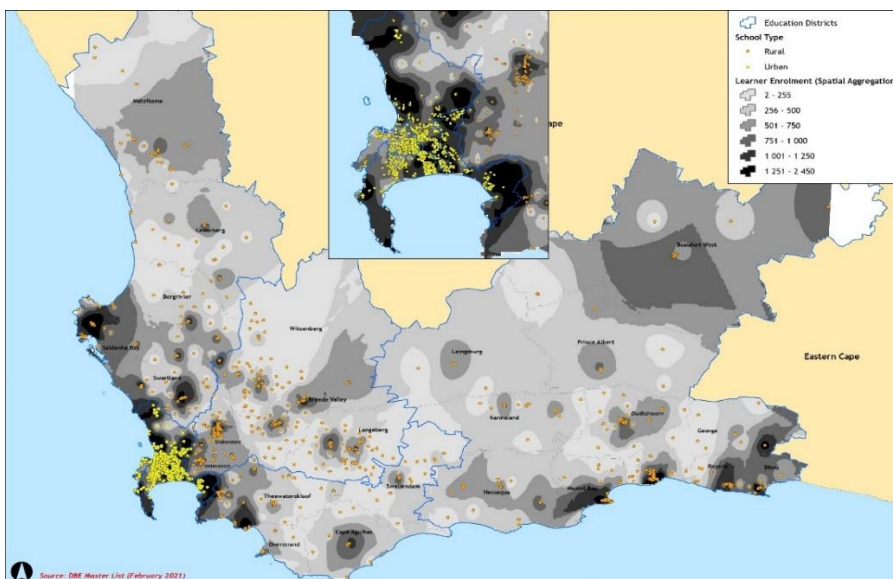 Education Districts
School Type
Rural
Urban
Learner Enrolment (Spatial Aggregation
2 - 255
256 - 500
501 - 750
751 - 1 000
1 001 - 1 250
1 251 - 2 450
ape
Matzikama
Cederberg
Bergrivier
Witzenberg
Saldanha Bay
Swartland
Breede Valley
Langeberg
Drakenstein
Stellenbosch
Theewaterskloof
Overstrand
Cape Agulhas
Swellendam
Hessequa
Laingsburg
Kannaland
Prince Albert
Beaufort West
Oudtshoorn
George
Mossel Bay
Knysna
Bitou
Eastern Cape
Source: DBE Master List (February 2021)